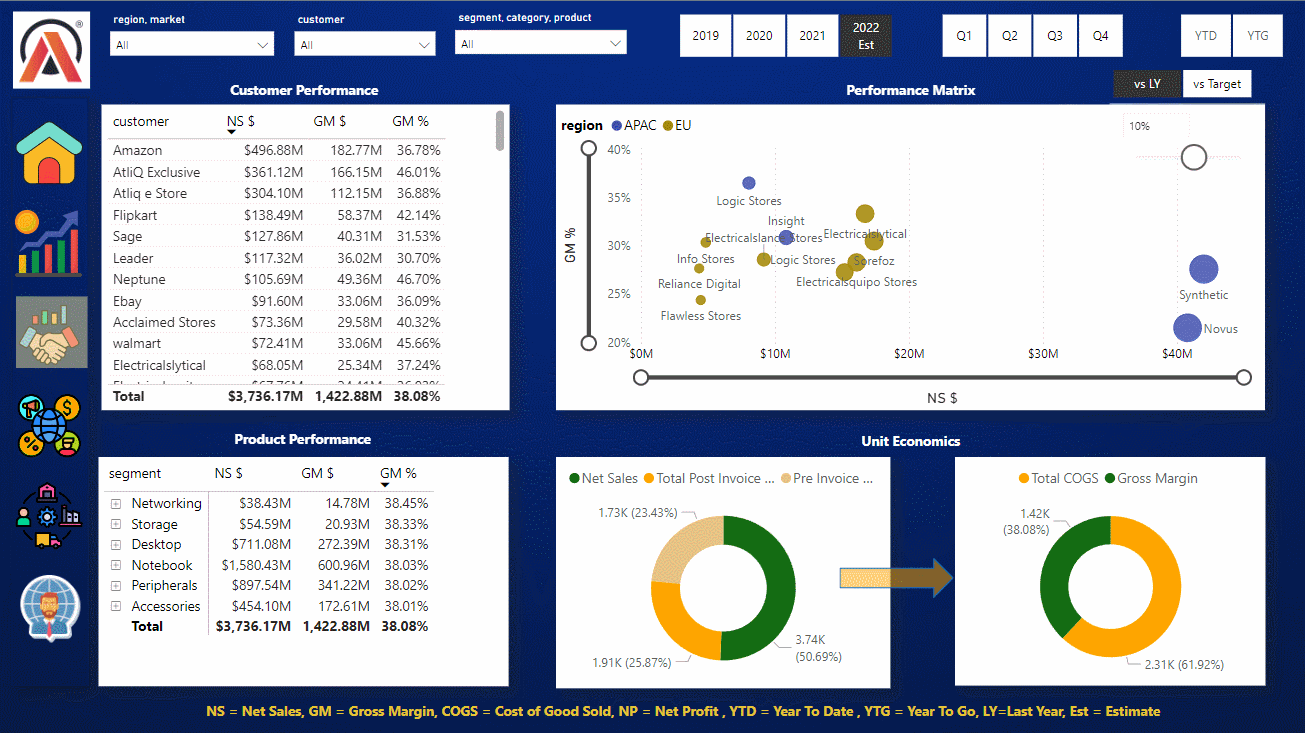 region, market
customer
segment, category, product
All
All
All
2019
2020
2021
2022
Est
Q1
Q2
Q3
Q4
YTD
YTG
vs LY
vs Target
Customer Performance
customer NS $ GM $ GM %
Amazon $496.88M 182.77M 36.78%
AtliQ Exclusive $361.12M 166.15M 46.01%
Atliq e Store $304.10M 112.15M 36.88%
Flipkart $138.49M 58.37M 42.14%
Sage $127.86M 40.31M 31.53%
Leader $117.32M 36.02M 30.70%
Neptune $105.69M 49.36M 46.70%
Ebay $91.60M 33.06M 36.09%
Acclaimed Stores $73.36M 29.58M 40.32%
walmart $72.41M 33.06M 45.66%
Electricalslytical $68.05M 25.34M 37.24%
Total $3,736.17M 1,422.88M 38.08%
Performance Matrix
region APAC EU
10%
GM %
40%
35%
30%
25%
20%
Logic Stores
Insight
Electricalslance Stores
Electricalslytical
Info Stores
Logic Stores
Sorefoz
Reliance Digital
Electricalsquipo Stores
Flawless Stores
Synthetic
Novus
$0M $10M $20M $30M $40M
NS $
Product Performance
segment NS $ GM $ GM %
Networking $38.43M 14.78M 38.45%
Storage $54.59M 20.93M 38.33%
Desktop $711.08M 272.39M 38.31%
Notebook $1,580.43M 600.96M 38.03%
Peripherals $897.54M 341.22M 38.02%
Accessories $454.10M 172.61M 38.01%
Total $3,736.17M 1,422.88M 38.08%
Unit Economics
Net Sales Total Post Invoice ... Pre Invoice ...
1.73K (23.43%)
3.74K
(50.69%)
1.91K (25.87%)
Total COGS Gross Margin
1.42K
(38.08%)
2.31K (61.92%)
NS = Net Sales, GM = Gross Margin, COGS = Cost of Good Sold, NP = Net Profit , YTD = Year To Date , YTG = Year To Go, LY=Last Year, Est = Estimate